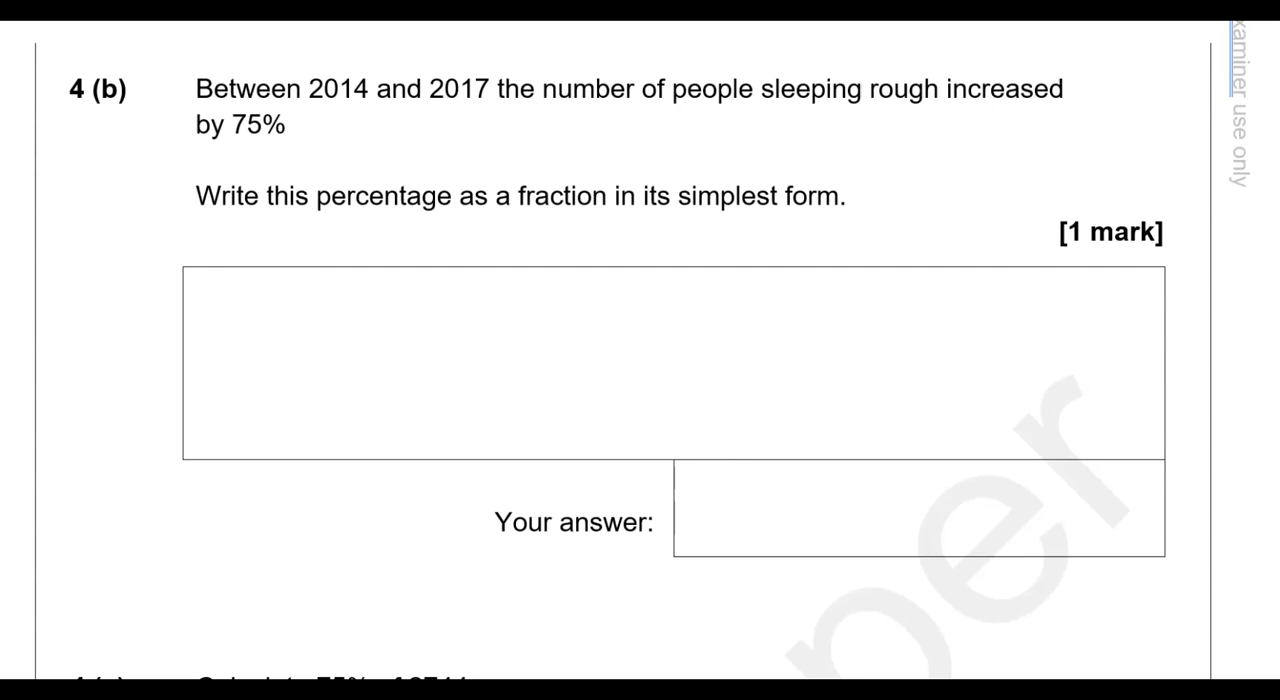 4 (b) Between 2014 and 2017 the number of people sleeping rough increased
by 75%
Write this percentage as a fraction in its simplest form.
[1 mark]
Your answer:
xaminer use only
per